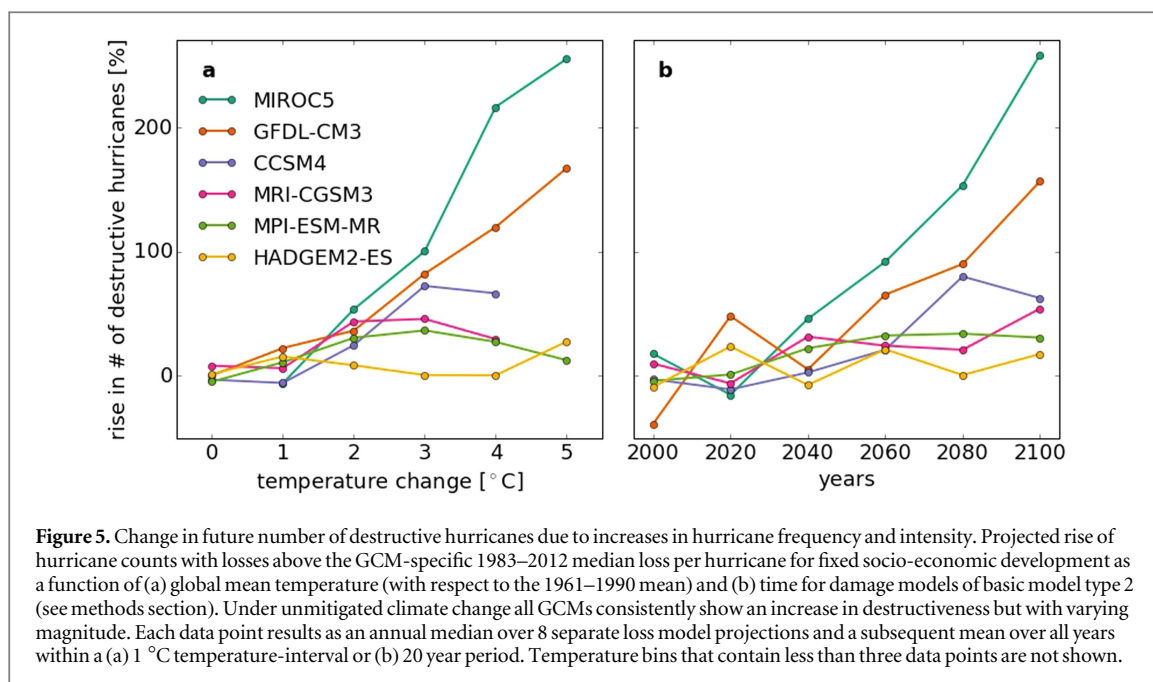 rise in # of destructive hurricanes [%]
200
100
0
a
MIROC5
GFDL-CM3
CCSM4
MRI-CGSM3
MPI-ESM-MR
HADGEM2-ES
0 1 2 3 4 5
temperature change [°C]
b
2000 2020 2040 2060 2080 2100
years
Figure 5. Change in future number of destructive hurricanes due to increases in hurricane frequency and intensity. Projected rise of
hurricane counts with losses above the GCM-specific 1983–2012 median loss per hurricane for fixed socio-economic development as
a function of (a) global mean temperature (with respect to the 1961–1990 mean) and (b) time for damage models of basic model type 2
(see methods section). Under unmitigated climate change all GCMs consistently show an increase in destructiveness but with varying
magnitude. Each data point results as an annual median over 8 separate loss model projections and a subsequent mean over all years
within a (a) 1 °C temperature-interval or (b) 20 year period. Temperature bins that contain less than three data points are not shown.